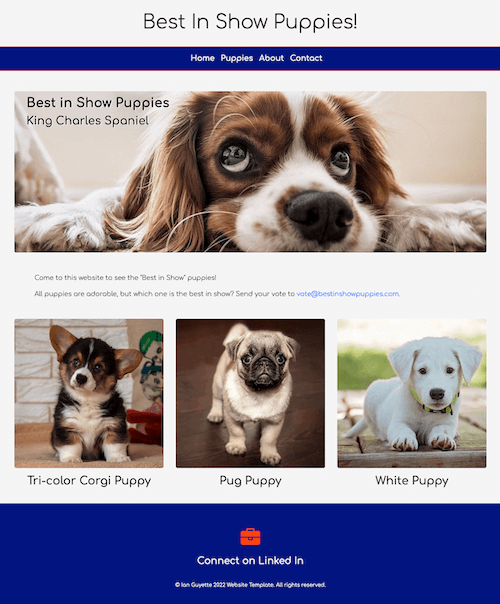 Best In Show Puppies!
Home Puppies About Contact
Best in Show Puppies
King Charles Spaniel
Come to this website to see the "Best in Show" puppies!
All puppies are adorable, but which one is the best in show? Send your vote to vote@bestinshowpuppies.com.
Tri-color Corgi Puppy
Pug Puppy
White Puppy
Connect on Linked In
© Ian Guyette 2022 Website Template. All rights reserved.